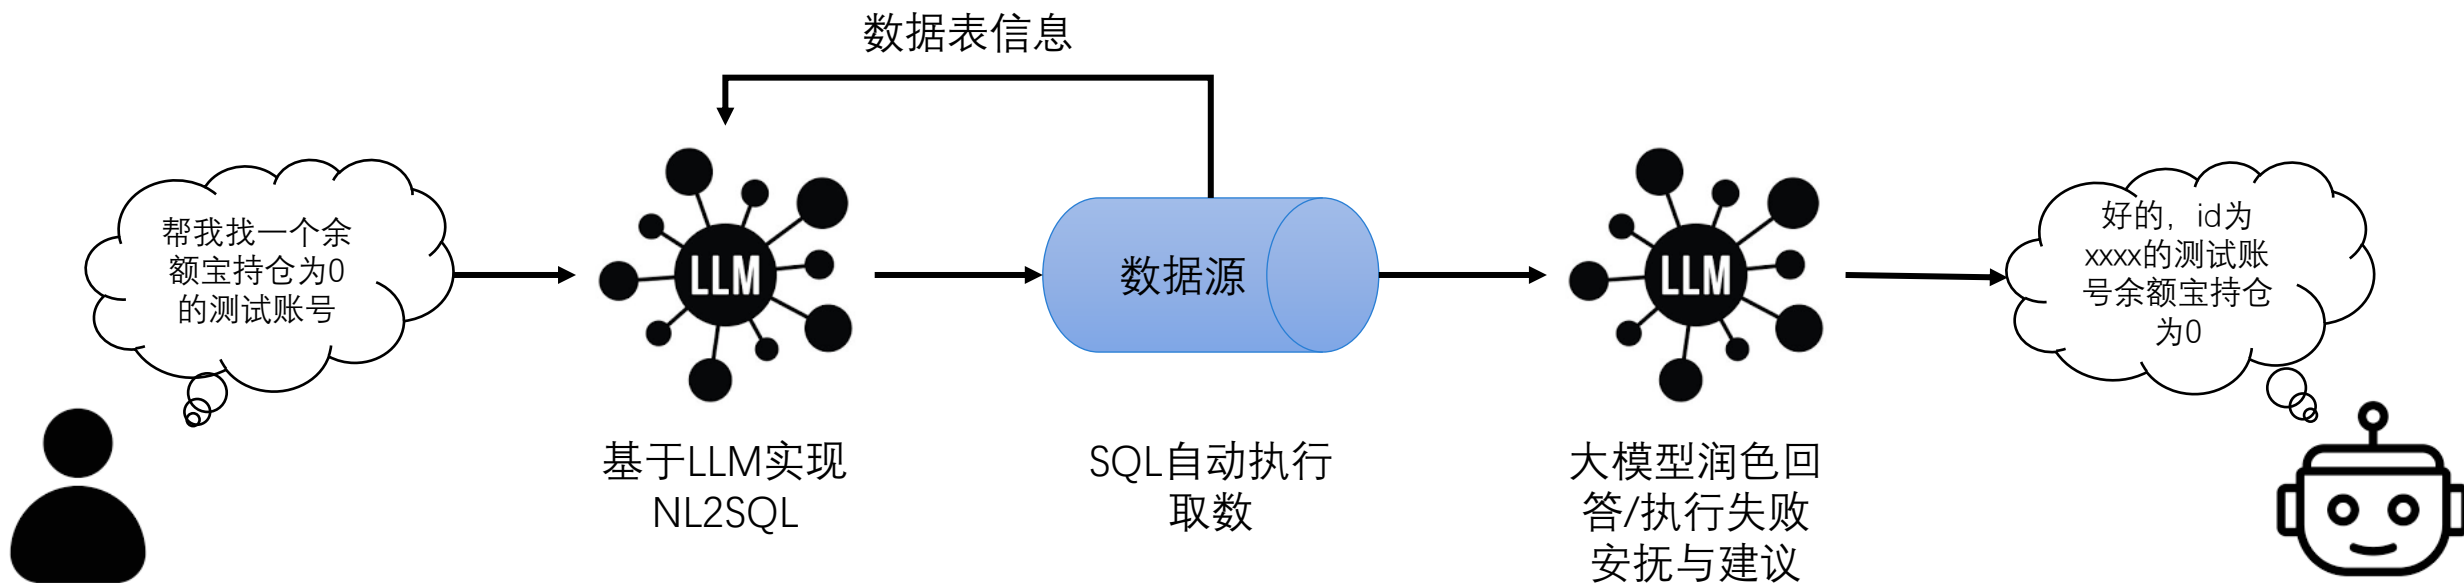 数据表信息
帮我找一个余
额宝持仓为0
的测试账号
LLM
基于LLM实现
NL2SQL
数据源
SQL自动执行
取数
LLM
大模型润色回
答/执行失败
安抚与建议
好的，id为
xxxx的测试账
号余额宝持仓
为0